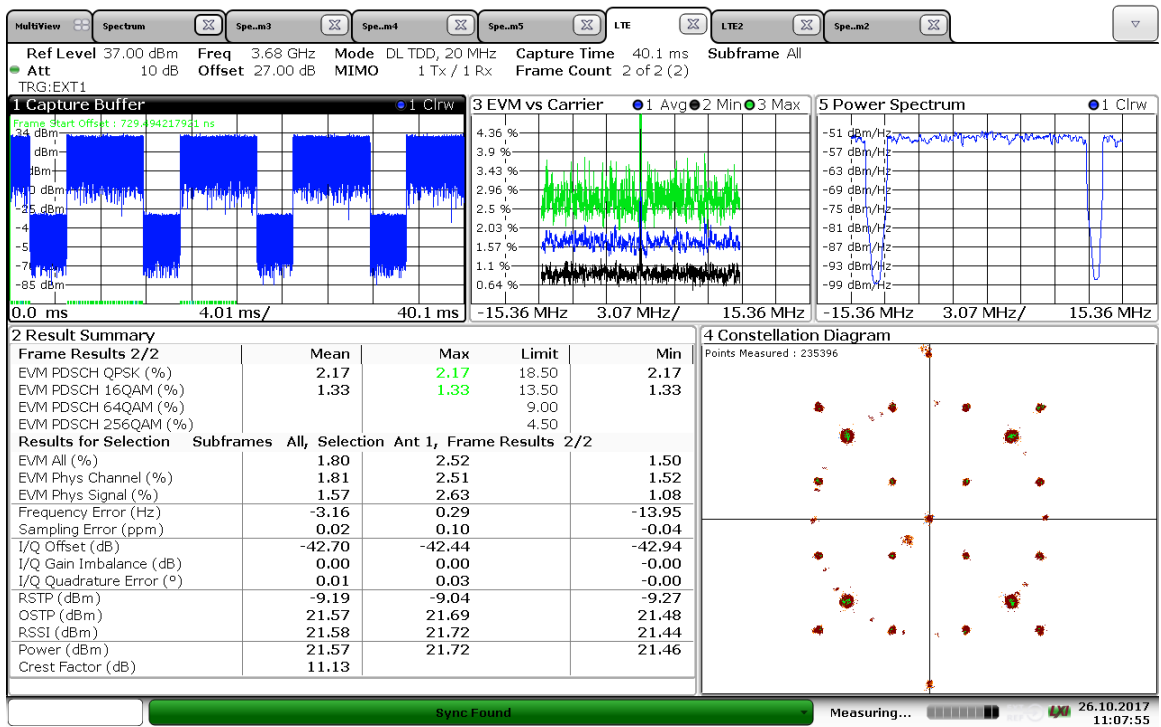 MultiView Spectrum Spe..m3 Spe..m4 Spe..m5 LTE LTE2 Spe..m2
Ref Level 37.00 dBm Freq 3.68 GHz Mode DL TDD, 20 MHz Capture Time 40.1 ms Subframe All
Att 10 dB Offset 27.00 dB MIMO 1 Tx / 1 Rx Frame Count 2 of 2 (2)
TRG:EXT1
1 Capture Buffer 1 Clrw
Frame Start Offset : 729.494217921 ns
34 dBm
dBm
dBm
dBm
-25 dBm
-4
-5
-7
-85 dBm
0.0 ms 4.01 ms/ 40.1 ms
3 EVM vs Carrier 1 Avg 2 Min 3 Max
4.36 %
3.9 %
3.43 %
2.96 %
2.5 %
2.03 %
1.57 %
1.1 %
0.64 %
-15.36 MHz 3.07 MHz/ 15.36 MHz
5 Power Spectrum 1 Clrw
-51 dBm/Hz
-57 dBm/Hz
-63 dBm/Hz
-69 dBm/Hz
-75 dBm/Hz
-81 dBm/Hz
-87 dBm/Hz
-93 dBm/Hz
-99 dBm/Hz
-15.36 MHz 3.07 MHz/ 15.36 MHz
2 Result Summary
Frame Results 2/2 Mean Max Limit Min
EVM PDSCH QPSK (%) 2.17 2.17 18.50 2.17
EVM PDSCH 16QAM (%) 1.33 1.33 13.50 1.33
EVM PDSCH 64QAM (%) 9.00
EVM PDSCH 256QAM (%) 4.50
Results for Selection Subframes All, Selection Ant 1, Frame Results 2/2
EVM All (%) 1.80 2.52 1.50
EVM Phys Channel (%) 1.81 2.51 1.52
EVM Phys Signal (%) 1.57 2.63 1.08
Frequency Error (Hz) -3.16 0.29 -13.95
Sampling Error (ppm) 0.02 0.10 -0.04
I/Q Offset (dB) -42.70 -42.44 -42.94
I/Q Gain Imbalance (dB) 0.00 0.00 -0.00
I/Q Quadrature Error (°) 0.01 0.03 -0.00
RSTP (dBm) -9.19 -9.04 -9.27
OSTP (dBm) 21.57 21.69 21.48
RSSI (dBm) 21.58 21.72 21.44
Power (dBm) 21.57 21.72 21.46
Crest Factor (dB) 11.13
4 Constellation Diagram
Points Measured : 235396
Sync Found
Measuring...
LXI
26.10.2017
11:07:55